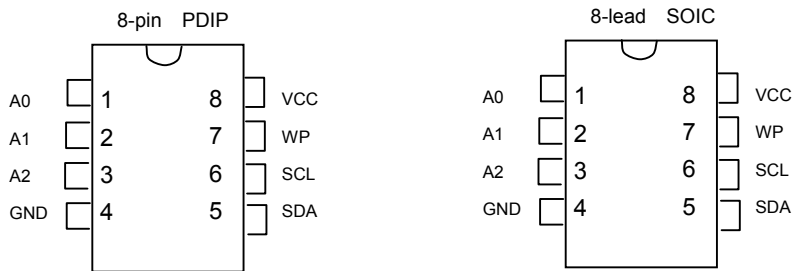 8-pin PDIP
A0 1 8 VCC
A1 2 7 WP
A2 3 6 SCL
GND 4 5 SDA
8-lead SOIC
A0 1 8 VCC
A1 2 7 WP
A2 3 6 SCL
GND 4 5 SDA